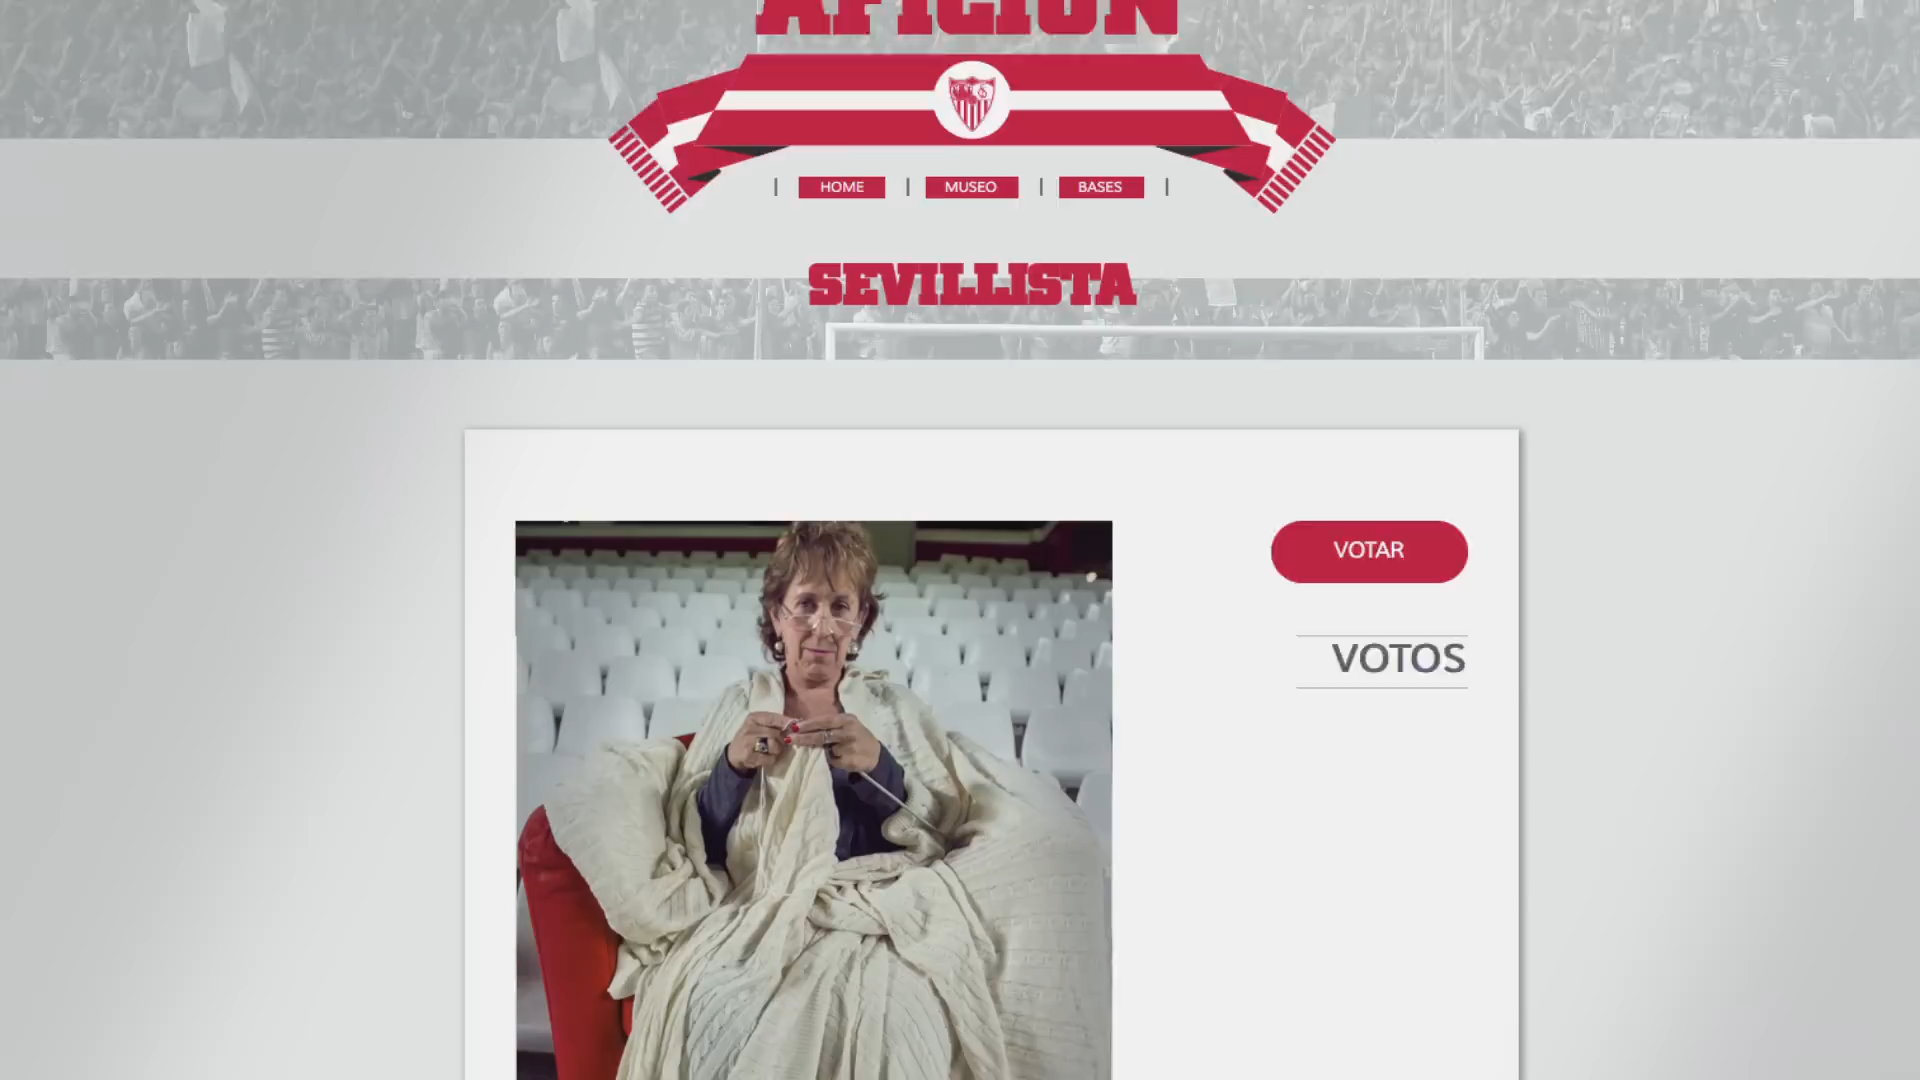 AFICIÓN
HOME
MUSEO
BASES
SEVILLISTA
VOTAR
VOTOS